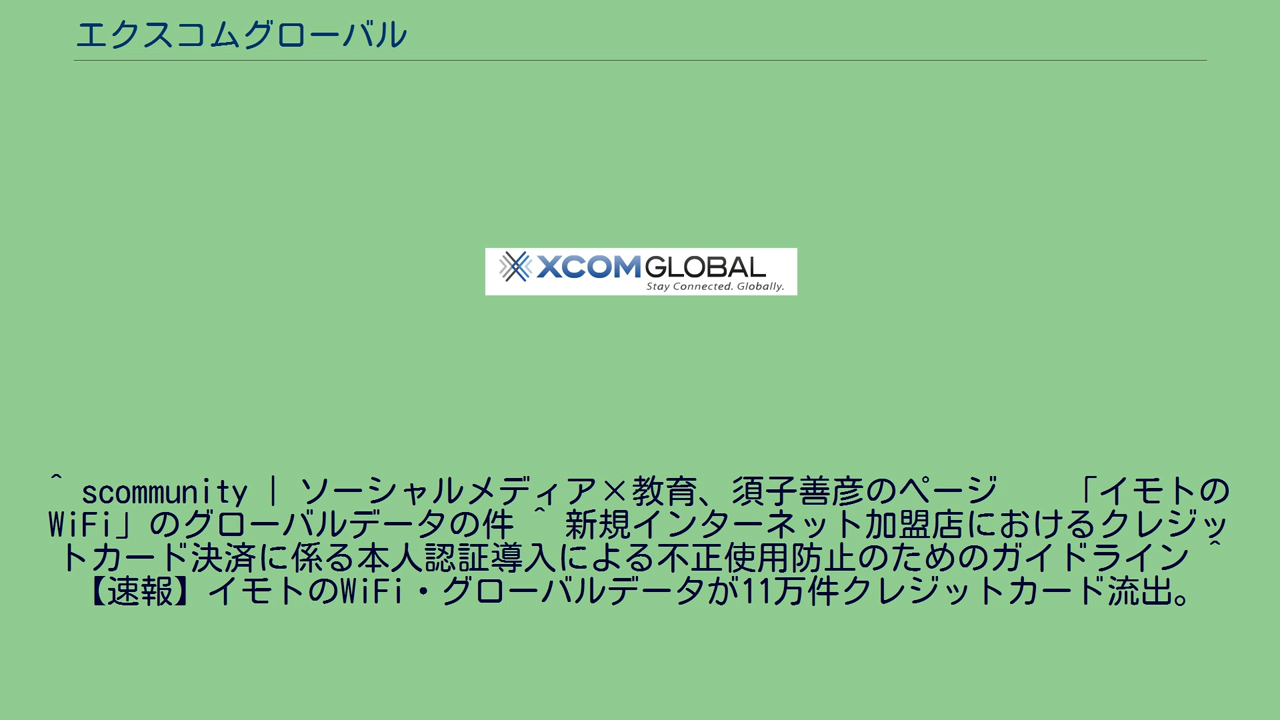 エクスコムグローバル
XCOMGLOBAL
Stay Connected. Globally.
^ scommunity | ソーシャルメディア×教育、須子善彦のページ　　「イモトの
WiFi」のグローバルデータの件 ^ 新規インターネット加盟店におけるクレジッ
トカード決済に係る本人認証導入による不正使用防止のためのガイドライン ^
【速報】イモトのWiFi・グローバルデータが11万件クレジットカード流出。